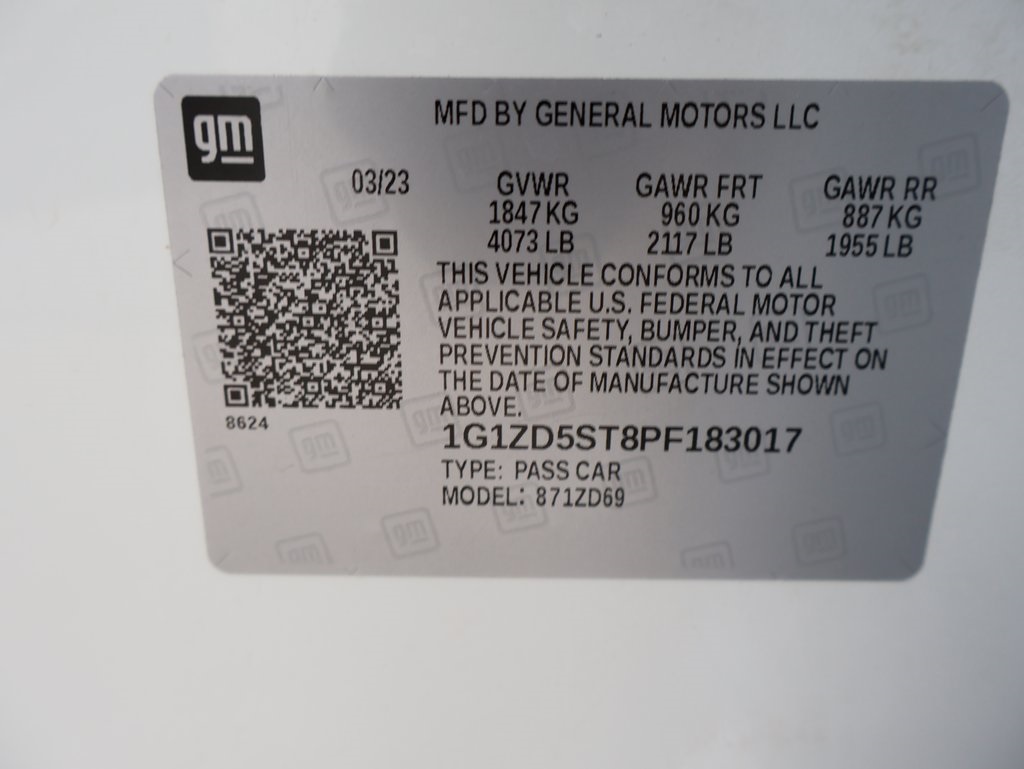 gm
MFD BY GENERAL MOTORS LLC
03/23 GVWR GAWR FRT GAWR RR
1847 KG 960 KG 887 KG
4073 LB 2117 LB 1955 LB
THIS VEHICLE CONFORMS TO ALL
APPLICABLE U.S. FEDERAL MOTOR
VEHICLE SAFETY, BUMPER, AND THEFT
PREVENTION STANDARDS IN EFFECT ON
THE DATE OF MANUFACTURE SHOWN
ABOVE.
8624
1G1ZD5ST8PF183017
TYPE: PASS CAR
MODEL: 871ZD69